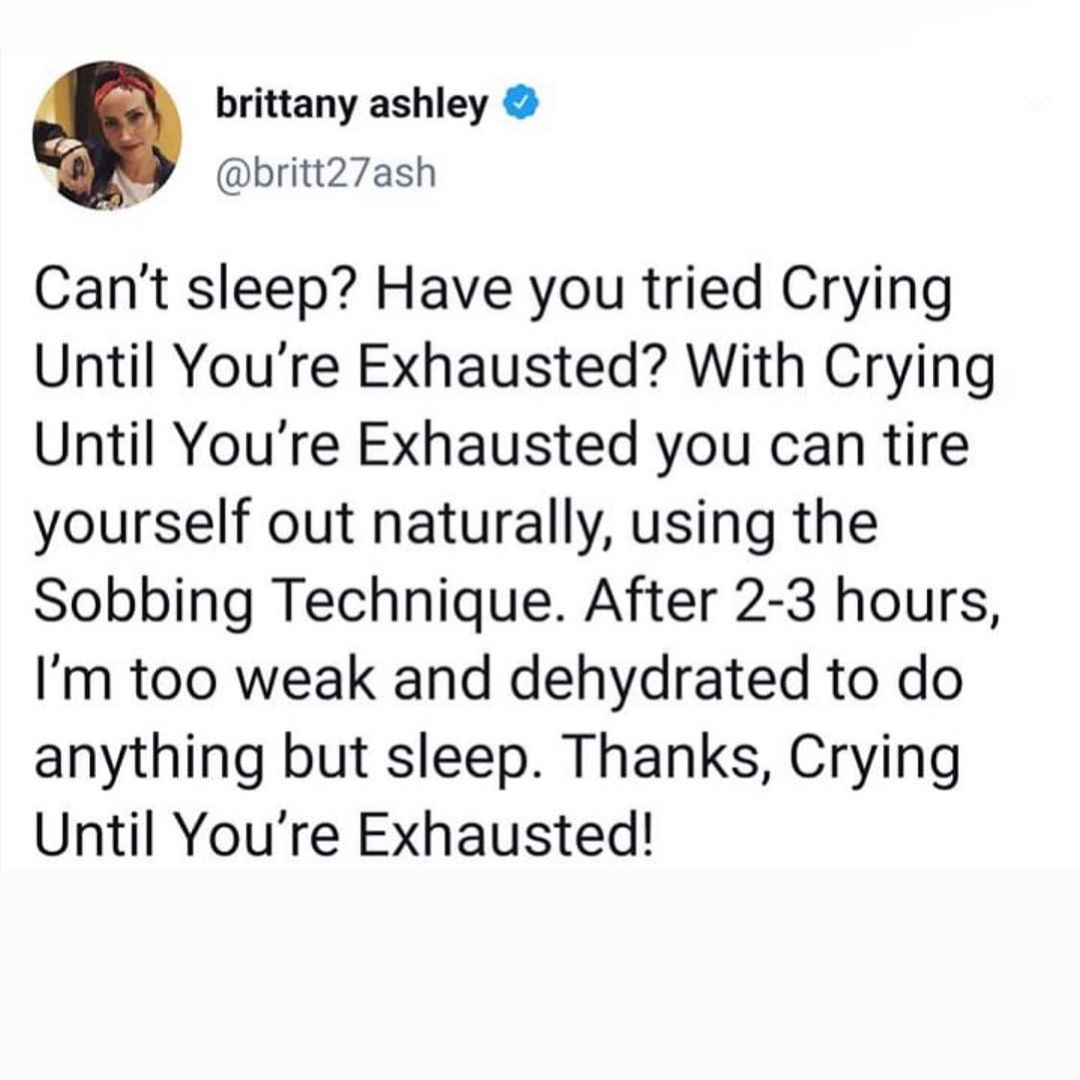 brittany ashley
@britt27ash
Can’t sleep? Have you tried Crying
Until You’re Exhausted? With Crying
Until You’re Exhausted you can tire
yourself out naturally, using the
Sobbing Technique. After 2-3 hours,
I’m too weak and dehydrated to do
anything but sleep. Thanks, Crying
Until You’re Exhausted!